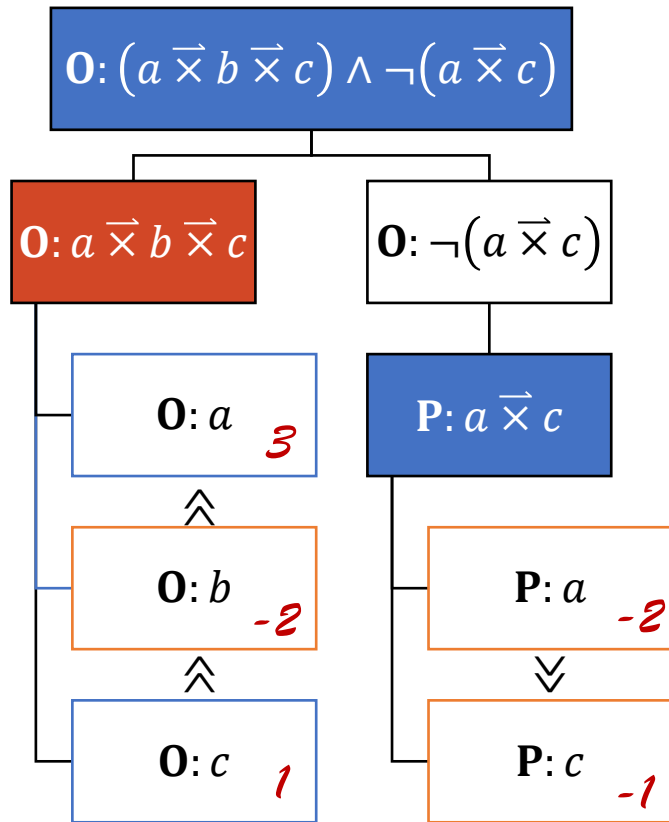 O: (a ×⃗ b ×⃗ c) ∧ ¬(a ×⃗ c)
O: a ×⃗ b ×⃗ c
O: ¬(a ×⃗ c)
O: a 3
P: a ×⃗ c
≫
O: b -2
P: a -2
≫
≫
O: c 1
P: c -1